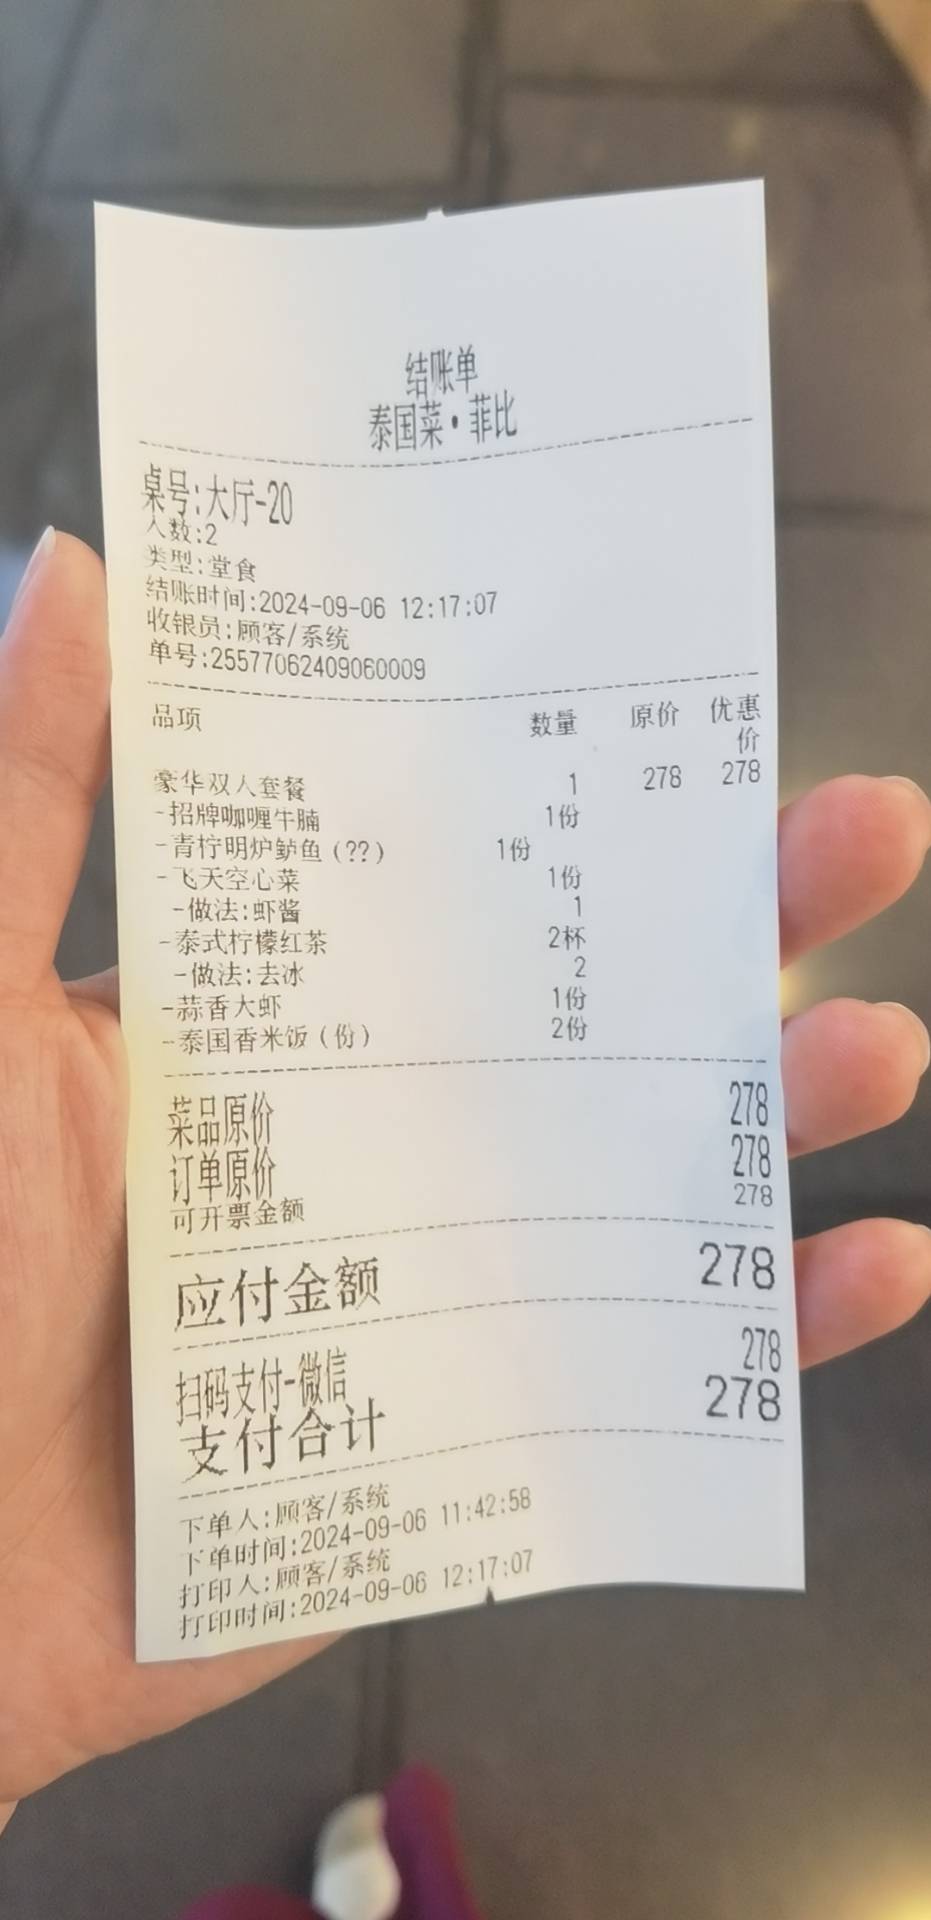 结账单
泰国菜•菲比
桌号:大厅-20
人数:2
类型:堂食
结账时间:2024-09-06 12:17:07
收银员:顾客/系统
单号:25577062409060009
品项 数量 原价 优惠价
豪华双人套餐 1 278 278
-招牌咖喱牛腩 1份
-青柠明炉鲈鱼(??) 1份
-飞天空心菜 1份
-做法:虾酱 1
-泰式柠檬红茶 2杯
-做法:去冰 2
-蒜香大虾 1份
-泰国香米饭(份) 2份
菜品原价 278
订单原价 278
可开票金额 278
应付金额 278
扫码支付-微信 278
支付合计 278
下单人:顾客/系统
下单时间:2024-09-06 11:42:58
打印人:顾客/系统
打印时间:2024-09-06 12:17:07